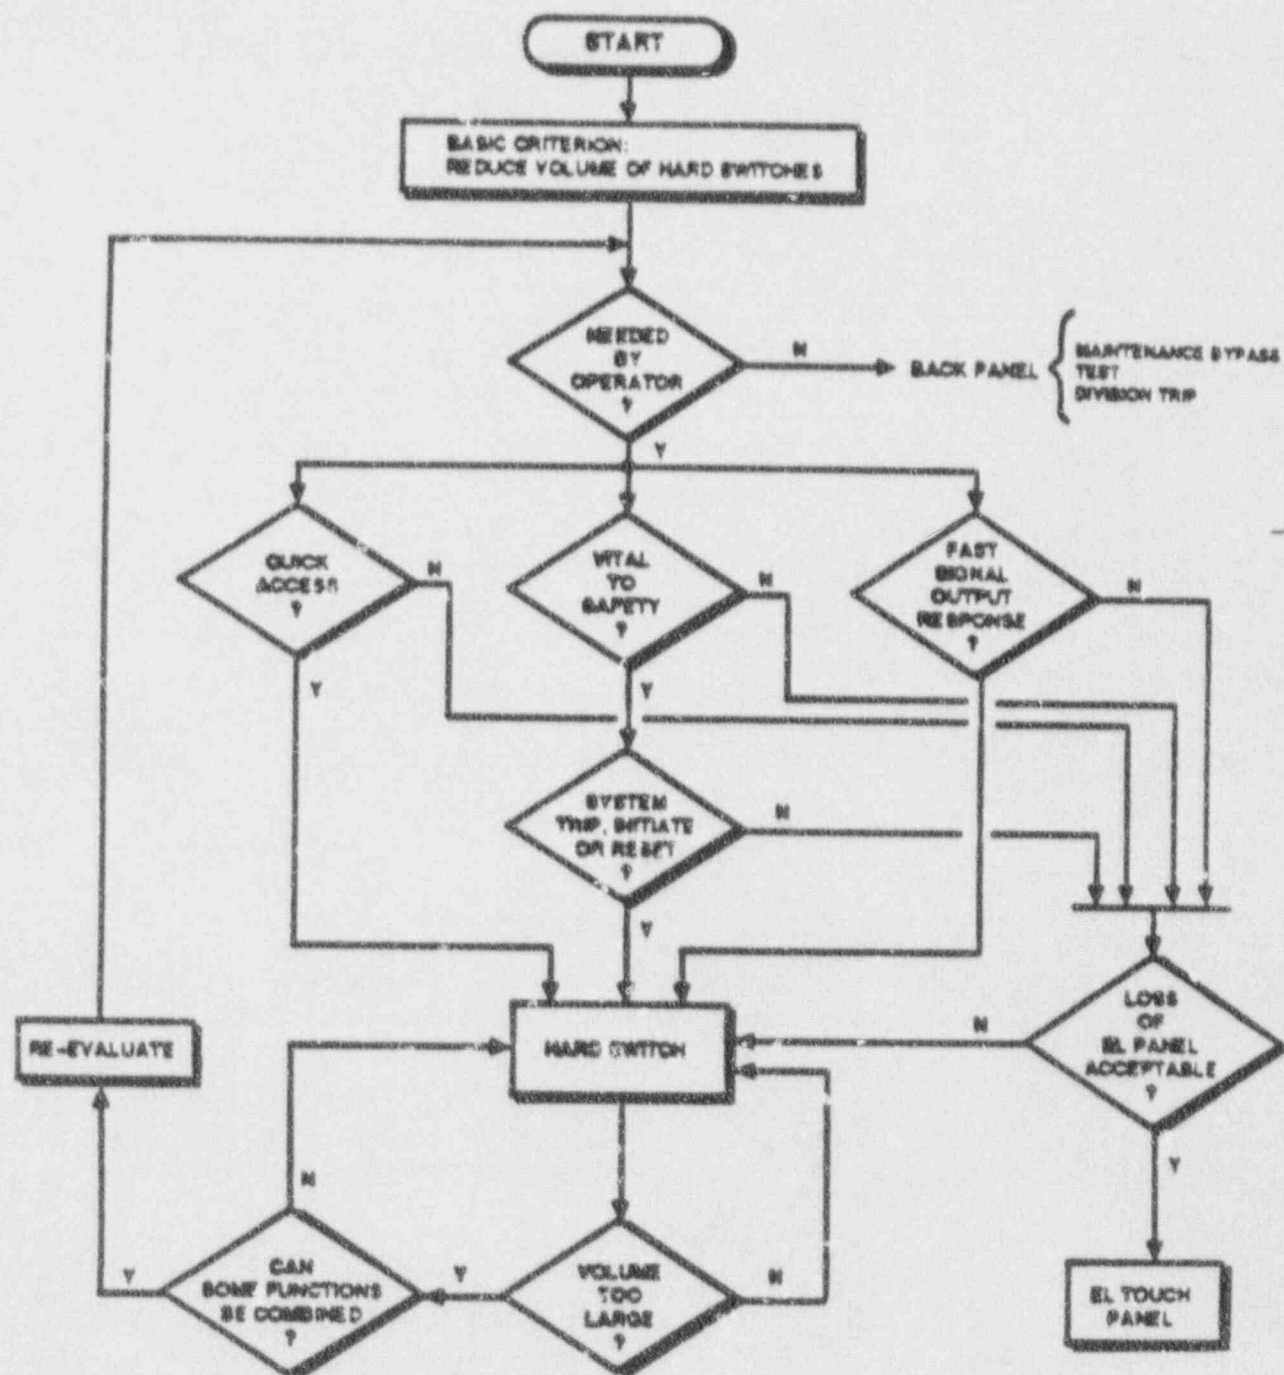 START
BASIC CRITERION:
REDUCE VOLUME OF HARD SWITCHES
NEEDED
BY
OPERATOR
?
N
BACK PANEL
MAINTENANCE BYPASS
TEST
DIVISION TRIP
Y
QUICK
ACCESS
?
N
Y
VITAL
TO
SAFETY
?
N
Y
FAST
SIGNAL
OUTPUT
RESPONSE
?
N
Y
SYSTEM
TRIP, INITIATE
OR RESET
?
N
Y
LOSS
OF
EL PANEL
ACCEPTABLE
?
N
Y
RE-EVALUATE
HARD SWITCH
N
CAN
SOME FUNCTIONS
BE COMBINED
?
Y
Y
VOLUME
TOO
LARGE
?
N
EL TOUCH
PANEL